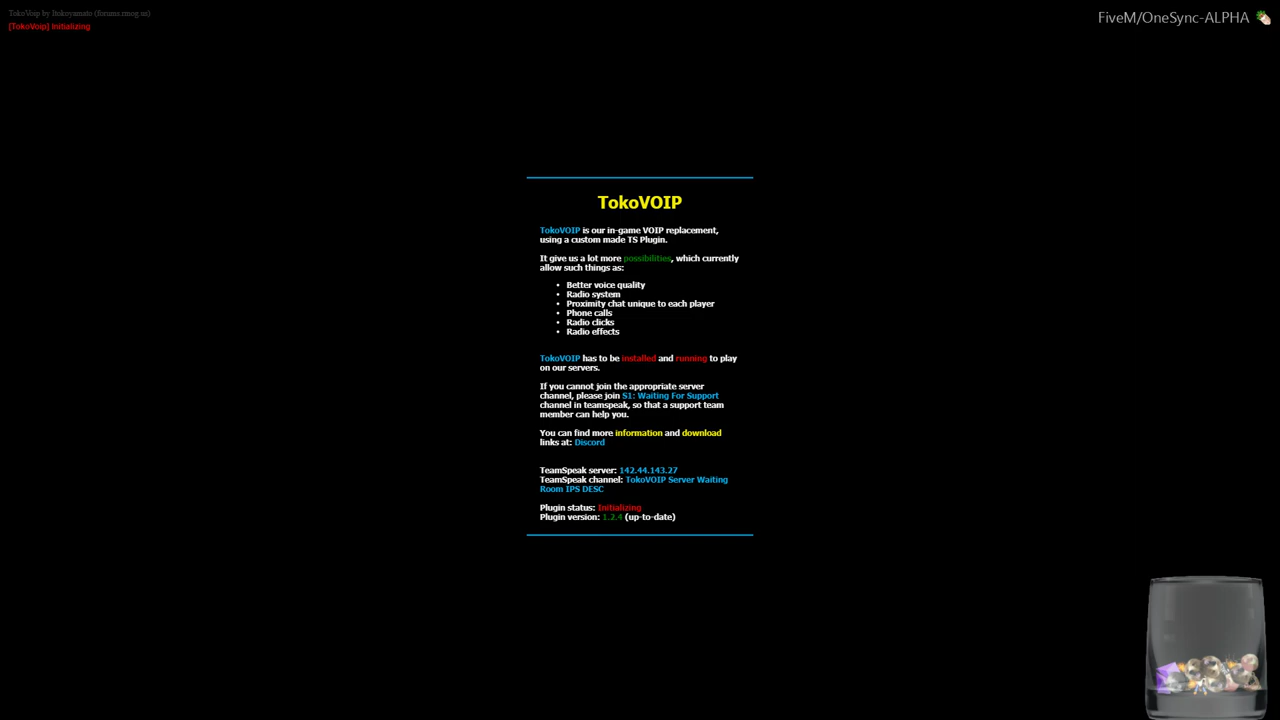 TokoVoip by Itokoyamato (forums.rmog.us)
[TokoVoip] Initializing
FiveM/OneSync-ALPHA
TokoVOIP
TokoVOIP is our in-game VOIP replacement,
using a custom made TS Plugin.
It give us a lot more possibilities, which currently
allow such things as:
• Better voice quality
• Radio system
• Proximity chat unique to each player
• Phone calls
• Radio clicks
• Radio effects
TokoVOIP has to be installed and running to play
on our servers.
If you cannot join the appropriate server
channel, please join S1: Waiting For Support
channel in teamspeak, so that a support team
member can help you.
You can find more information and download
links at: Discord
TeamSpeak server: 142.44.143.27
TeamSpeak channel: TokoVOIP Server Waiting
Room IPS DESC
Plugin status: Initializing
Plugin version: 1.2.4 (up-to-date)